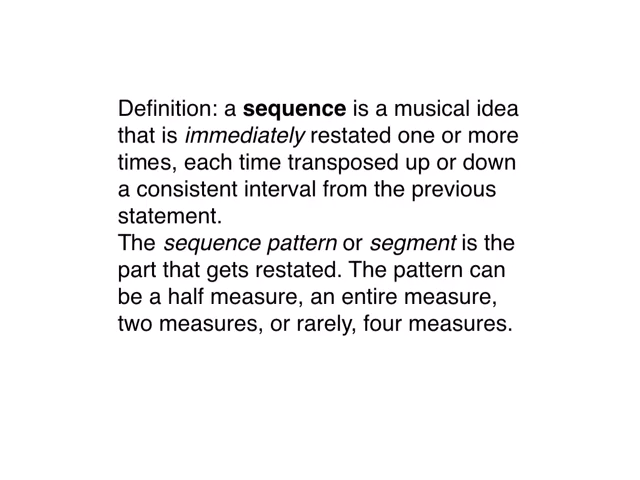 Definition: a sequence is a musical idea
that is immediately restated one or more
times, each time transposed up or down
a consistent interval from the previous
statement.
The sequence pattern or segment is the
part that gets restated. The pattern can
be a half measure, an entire measure,
two measures, or rarely, four measures.